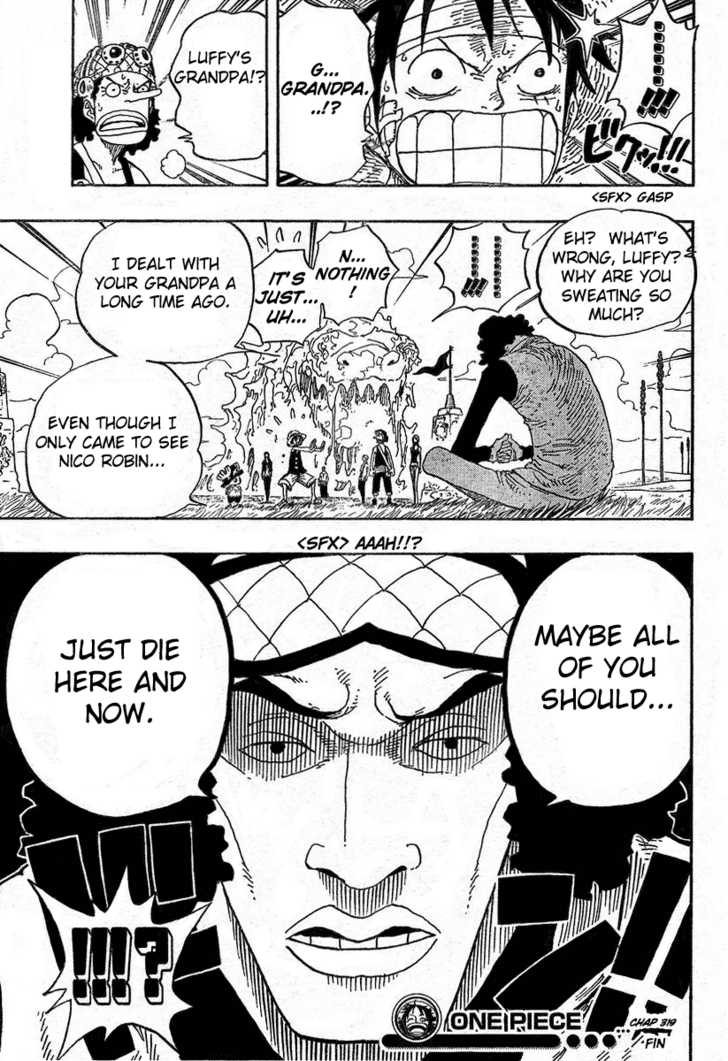 !!!!!!!!
ビクッ!!!
G...
GRANDPA.
..!?
LUFFY'S
GRANDPA!?
<SFX> GASP
EH? WHAT'S
WRONG, LUFFY?
WHY ARE YOU
SWEATING SO
MUCH?
N...
NOTHING
!
IT'S
JUST...
UH...
I DEALT WITH
YOUR GRANDPA A
LONG TIME AGO.
EVEN THOUGH I
ONLY CAME TO SEE
NICO ROBIN...
<SFX> AAAH!!?
MAYBE ALL
OF YOU
SHOULD...
JUST DIE
HERE AND
NOW.
!!!?
ONE PIECE
CHAP 319
FIN